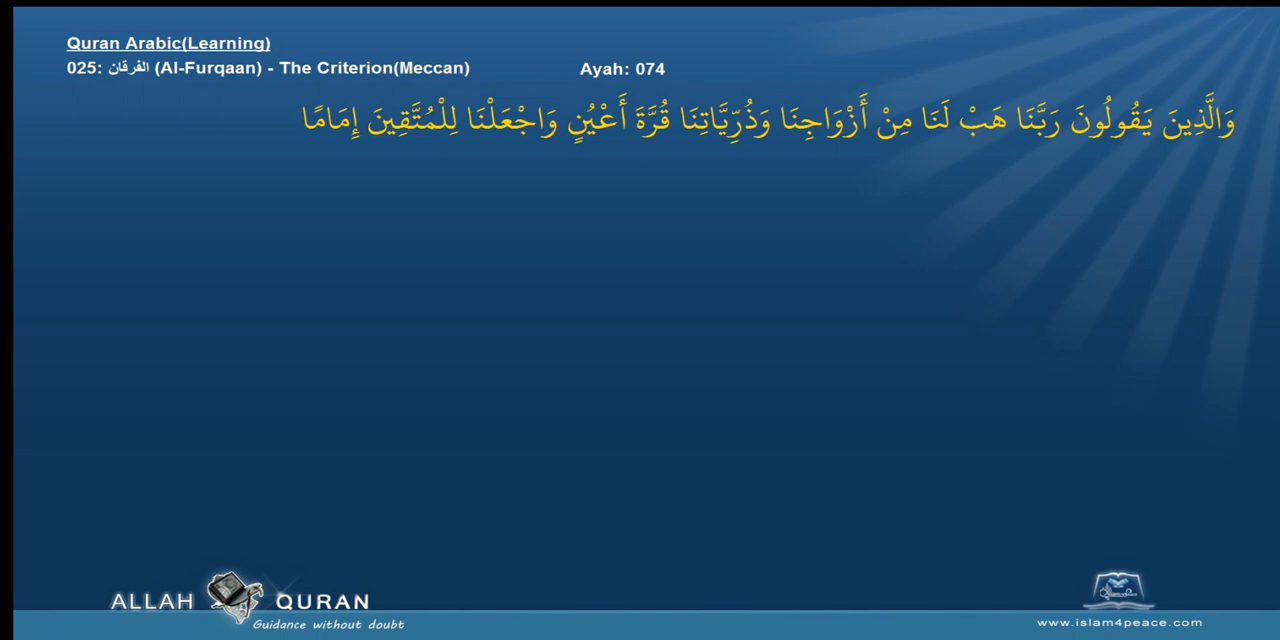 Quran Arabic(Learning)
025: الفرقان (Al-Furqaan) - The Criterion(Meccan) Ayah: 074
وَالَّذِينَ يَقُولُونَ رَبَّنَا هَبْ لَنَا مِنْ أَزْوَاجِنَا وَذُرِّيَّاتِنَا قُرَّةَ أَعْيُنٍ وَاجْعَلْنَا لِلْمُتَّقِينَ إِمَامًا
ALLAH QURAN
Guidance without doubt
www.islam4peace.com